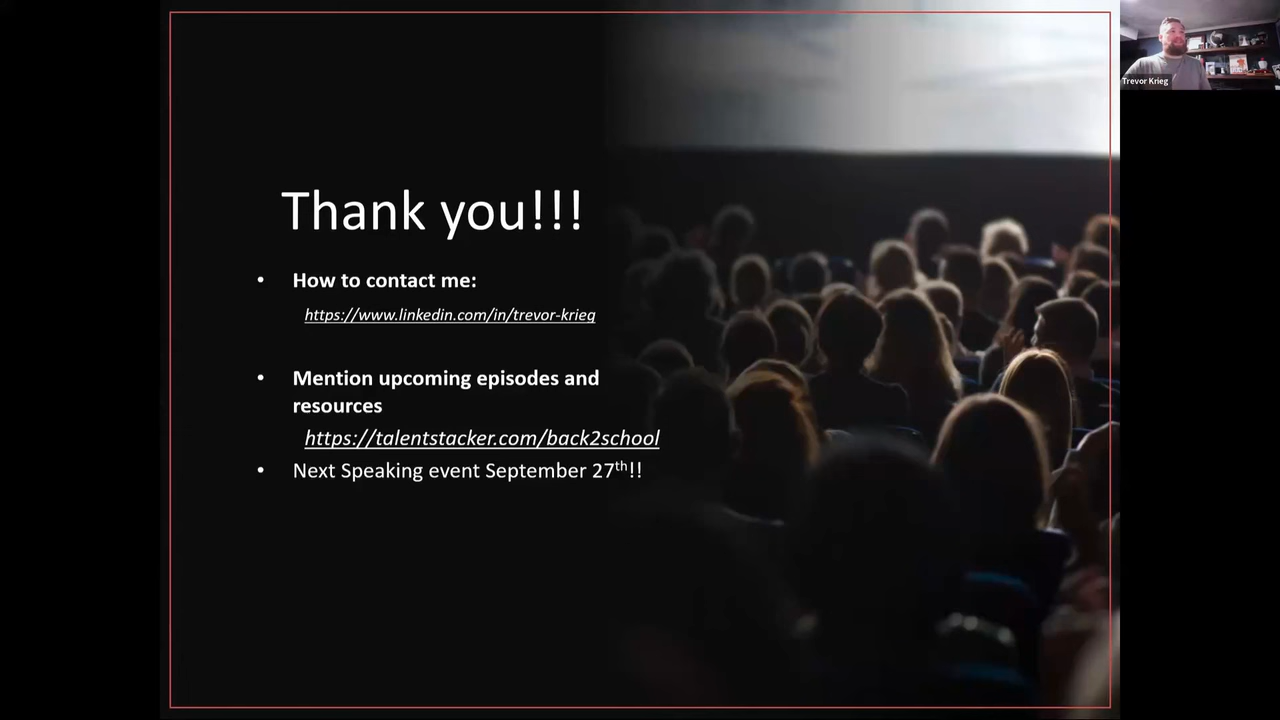 Thank you!!!
• How to contact me:
https://www.linkedin.com/in/trevor-krieg
• Mention upcoming episodes and
resources
https://talentstacker.com/back2school
• Next Speaking event September 27th!!
Trevor Krieg